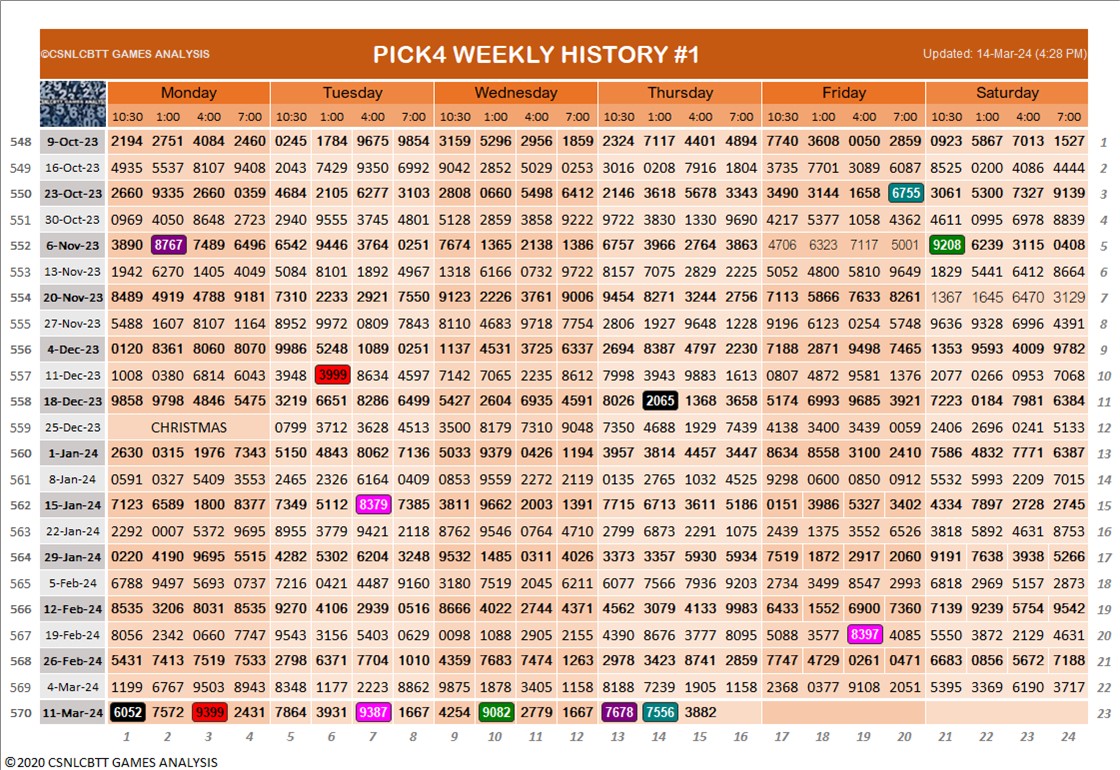 ©CSNLCBTT GAMES ANALYSIS PICK4 WEEKLY HISTORY #1 Updated: 14-Mar-24 (4:28 PM)
Monday Tuesday Wednesday Thursday Friday Saturday
10:30 1:00 4:00 7:00 10:30 1:00 4:00 8:00 10:30 1:00 4:00 7:00 10:30 1:00 4:00 7:00 10:30 1:00 4:00 7:00 10:30 1:00 4:00 7:00
548 9-Oct-23 2194 2751 4084 2460 0245 1784 9675 9854 3159 5296 2956 1859 2324 7117 4401 4894 7740 3608 0050 2859 0923 5867 7013 1527 1
549 16-Oct-23 4935 5537 8107 9408 2043 7429 9350 6992 9042 2852 5029 0253 3016 0208 7916 1804 3735 7701 3089 6087 8525 0200 4086 4444 2
550 23-Oct-23 2660 9335 2660 0359 4684 2105 6277 3103 2808 0660 5498 6412 2146 3618 5678 3343 3490 3144 1658 6755 3061 5300 7327 9139 3
551 30-Oct-23 0969 4050 8648 2723 2940 9555 3745 4801 5128 2859 3858 9222 9722 3830 1330 9690 4217 5377 1058 4362 4611 0995 6978 8839 4
552 6-Nov-23 3890 8767 7489 6496 6542 9446 3764 0251 7674 1365 2138 1386 6757 3966 2764 3863 4706 6323 7117 5001 9208 6239 3115 0408 5
553 13-Nov-23 1942 6270 1405 4049 5084 8101 1892 4967 1318 6166 0732 9722 8157 7075 2829 2225 5052 4800 5810 9649 1829 5441 6412 8664 6
554 20-Nov-23 8489 4919 4788 9181 7310 2233 2921 7550 9123 2226 3761 9006 9454 8271 3244 2756 7113 5866 7633 8261 1367 1645 6470 3129 7
555 27-Nov-23 5488 1607 8107 1164 8952 9972 0809 7843 8110 4683 9718 7754 2806 1927 9648 1228 9196 6123 0254 5748 9636 9328 6996 4391 8
556 4-Dec-23 0120 8361 8060 8070 9986 5248 1089 0251 1137 4531 3725 6337 2694 8387 4797 2230 7188 2871 9498 7465 1353 9593 4009 9782 9
557 11-Dec-23 1008 0380 6814 6043 3948 3999 8634 4597 7142 7065 2235 8612 7998 3943 9883 1613 0807 4872 9581 1376 2077 0266 0935 7068 10
558 18-Dec-23 9858 9798 4846 5475 3219 6651 8286 6499 5427 2604 6935 4591 8026 2065 1368 3658 5174 6993 9685 3921 7223 0184 7981 6384 11
559 25-Dec-23 CHRISTMAS 0799 3712 3628 4513 3500 8179 7310 9048 7350 4688 1929 7439 4138 3400 3439 0059 2406 2696 0241 5133 12
560 1-Jan-24 2630 0315 1976 7343 5150 4843 8062 7136 5033 9379 0426 1194 3957 3814 4457 3447 8634 8558 3100 2410 7586 4832 7771 6387 13
561 8-Jan-24 0591 0327 5409 3553 2465 2326 6164 0409 0853 9559 2272 2119 0135 2765 1032 4525 9298 0600 0850 0912 5532 5993 2209 7015 14
562 15-Jan-24 7123 6589 1800 8377 7349 5112 8379 7385 3811 9662 2003 1391 7715 6713 3611 5186 0151 3986 5327 3402 4334 7897 2728 2745 15
563 22-Jan-24 2292 0007 5372 9695 8955 3779 9421 2118 8762 9546 0764 4710 2799 6873 2291 1075 2439 1375 3552 6526 3818 5892 4631 8753 16
564 29-Jan-24 0220 4190 9695 5515 4282 5302 6204 3248 9532 1485 0311 4026 3373 3357 5930 5934 7519 1872 2917 2060 9191 7638 3938 5266 17
565 5-Feb-24 6788 9497 5693 0737 7216 0421 4487 9160 3180 7519 2045 6211 6077 7566 7936 9203 2734 3499 8547 2993 6818 2969 5157 2873 18
566 12-Feb-24 8535 3206 8031 8535 9270 4106 2939 0516 8666 4022 2744 4371 4562 3079 4133 9983 6433 1552 6900 7360 7139 9239 5754 9542 19
567 19-Feb-24 8056 2342 0660 7747 9543 3156 5403 0629 0098 1088 2905 2155 4390 8676 3777 8095 5088 3577 8397 4085 5550 3872 2129 4631 20
568 26-Feb-24 5431 7413 7519 7533 2798 6371 7704 1010 4359 7683 7474 1263 2978 3423 8741 2859 7747 4729 0261 0471 6683 0856 5672 7188 21
569 4-Mar-24 1199 6767 9503 8943 8348 1177 2223 8862 9875 1878 3405 1158 8188 7239 1905 1158 2368 0377 9108 2051 5395 3369 6190 3717 22
570 11-Mar-24 6052 7572 9399 2431 7864 3931 9387 1667 4254 9082 2779 1667 7678 7556 3882 23
1 2 3 4 5 6 7 8 9 10 11 12 13 14 15 16 17 18 19 20 21 22 23 24
©2020 CSNLCBTT GAMES ANALYSIS